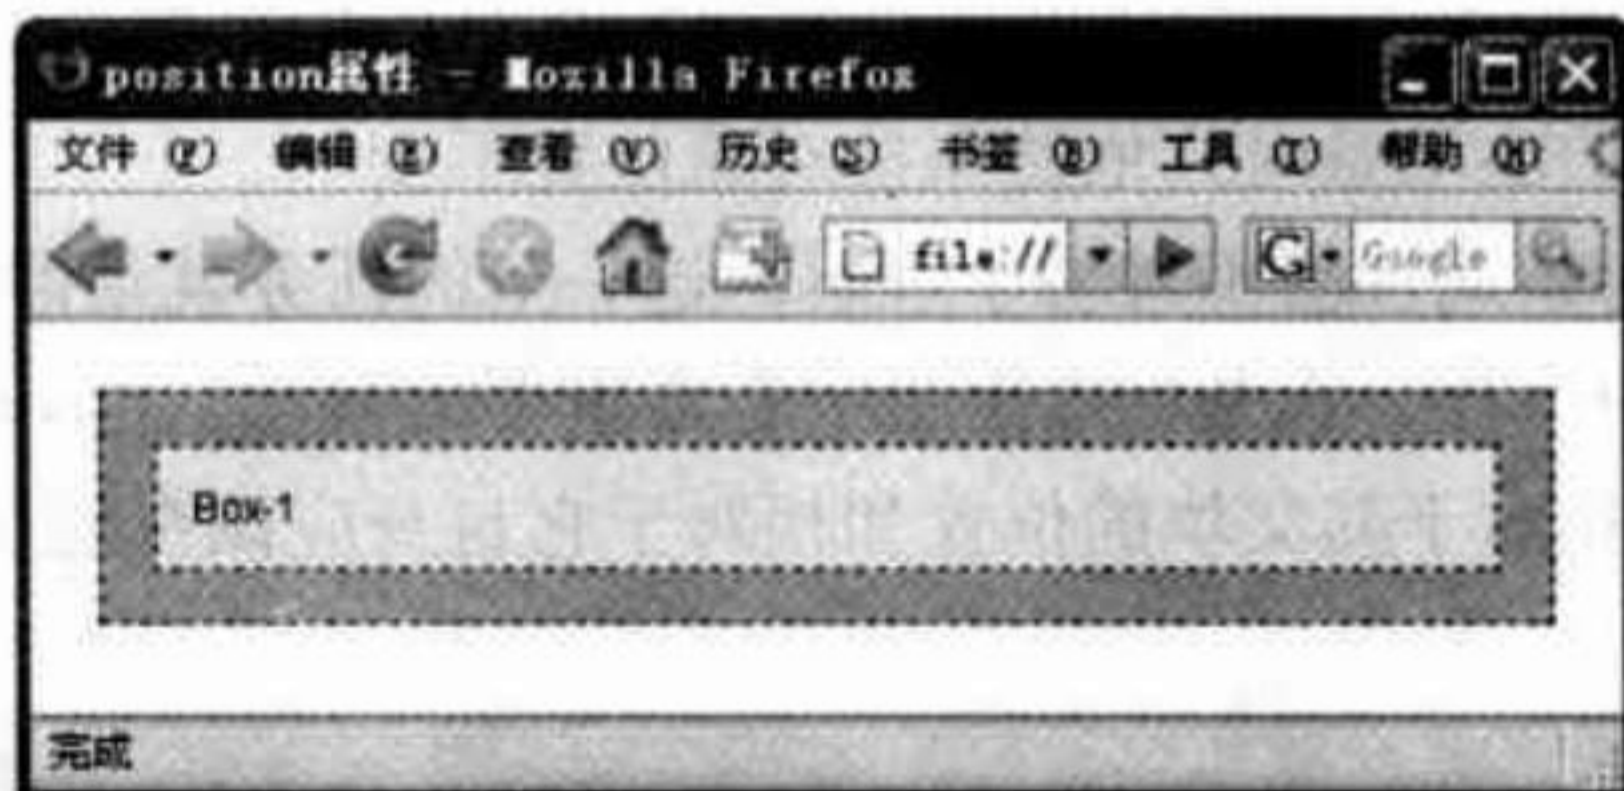 position属性 - Mozilla Firefox
文件 (F) 编辑 (E) 查看 (V) 历史 (S) 书签 (B) 工具 (T) 帮助 (H)
file:// G Google
Box-1
完成